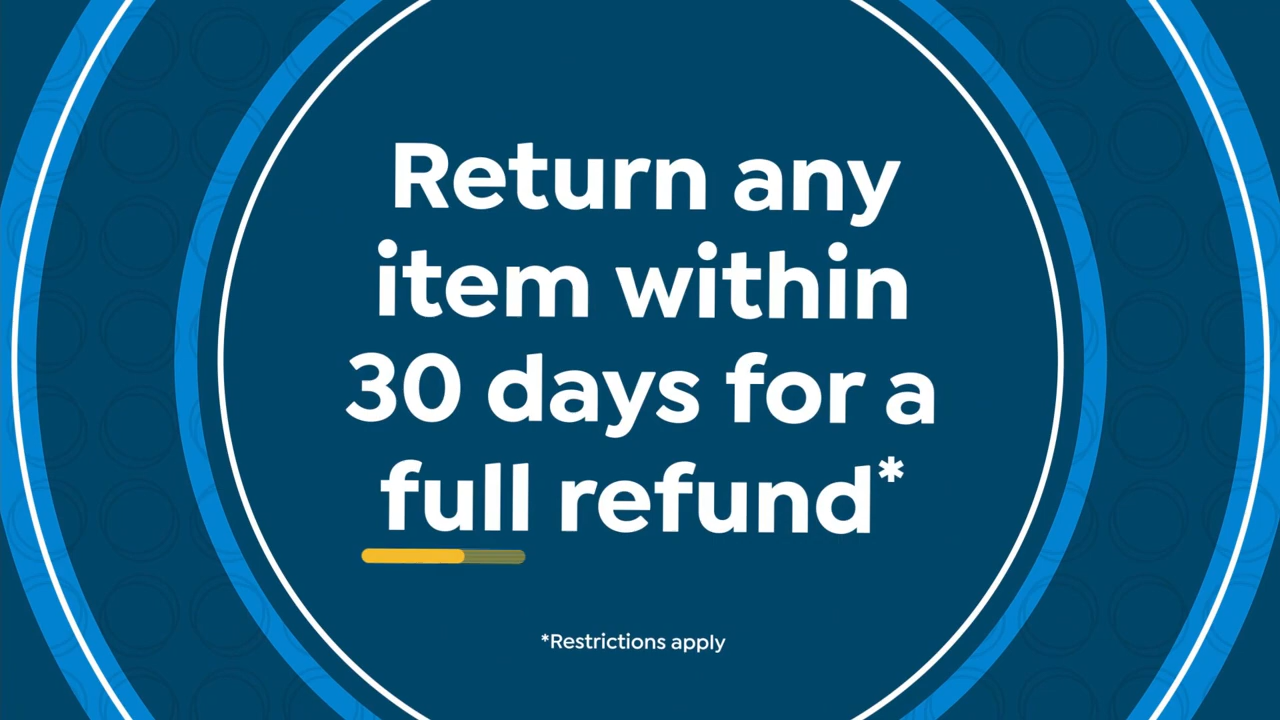 Return any
item within
30 days for a
full refund*
*Restrictions apply